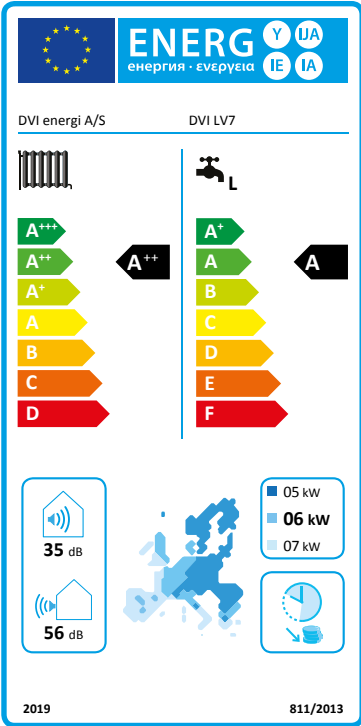 ENERG Y IJA
енергия · ενεργεια IE IA
DVI energi A/S DVI LV7
L
A+++ A+
A++ A++ A A
A+ B
A C
B D
C E
D F
35 dB
56 dB
05 kW
06 kW
07 kW
2019 811/2013